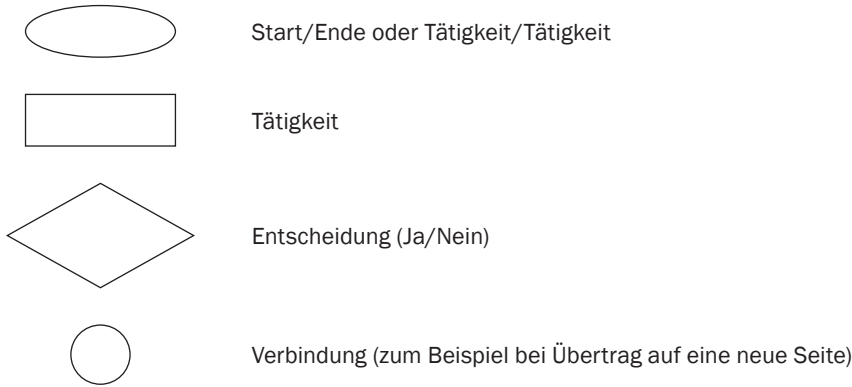 Start/Ende oder Tätigkeit/Tätigkeit
Tätigkeit
Entscheidung (Ja/Nein)
Verbindung (zum Beispiel bei Übertrag auf eine neue Seite)